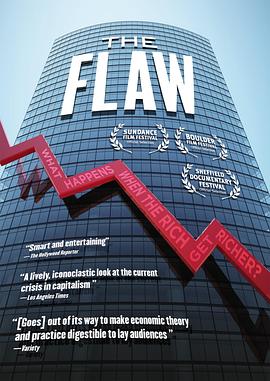 THE
FLAW
SUNDANCE
FILM FESTIVAL
BOULDER
FILM FESTIVAL
SHEFFIELD
DOCUMENTARY
FESTIVAL
WHAT HAPPENS WHEN THE RICH GET RICHER?
"Smart and entertaining"
— The Hollywood Reporter
"A lively, iconoclastic look at the current
crisis in capitalism"
— Los Angeles Times
"[Goes] out of its way to make economic theory
and practice digestible to lay audiences."
— Variety